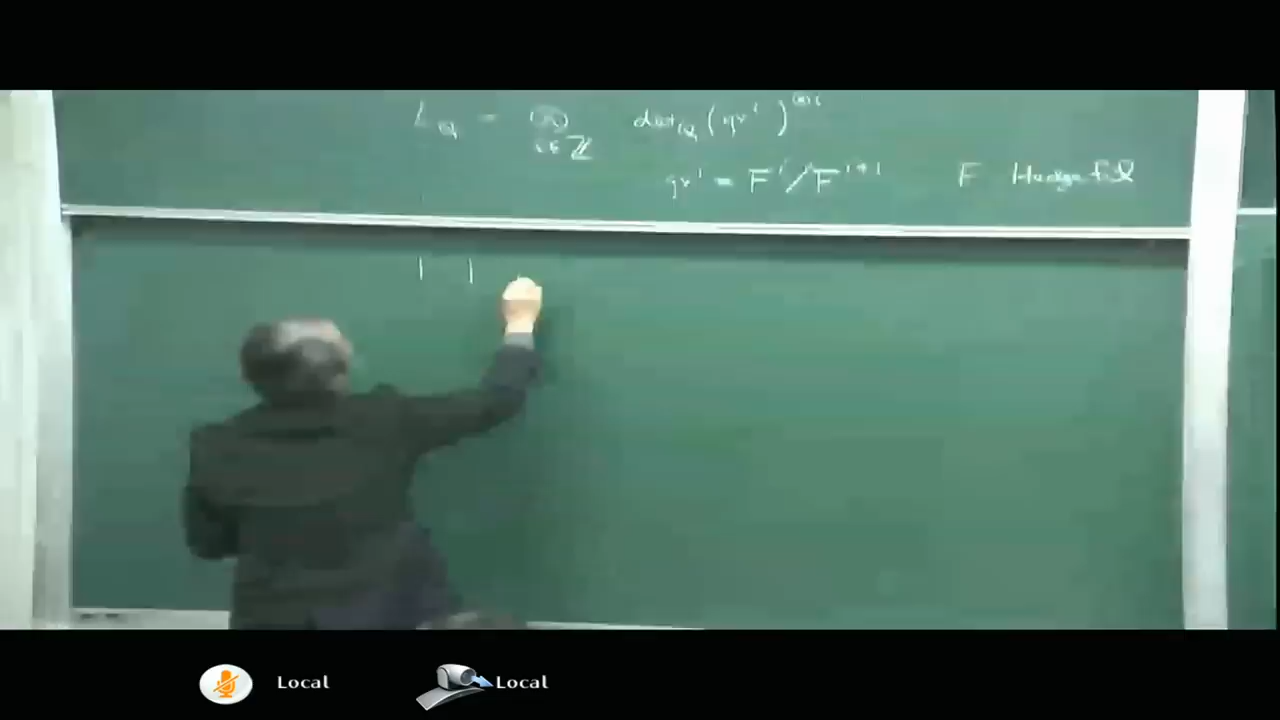 L_Q = ⊗_{i∈ℤ} det_Q (gr^i)^{⊗i}
gr^i = F^i / F^{i+1}   F Hodge fil
| |
Local Local